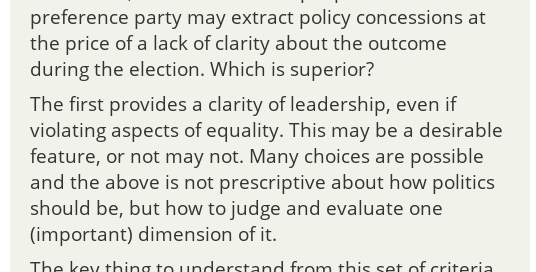 preference party may extract policy concessions at
the price of a lack of clarity about the outcome
during the election. Which is superior?
The first provides a clarity of leadership, even if
violating aspects of equality. This may be a desirable
feature, or not may not. Many choices are possible
and the above is not prescriptive about how politics
should be, but how to judge and evaluate one
(important) dimension of it.
The key thing to understand from this set of criteria